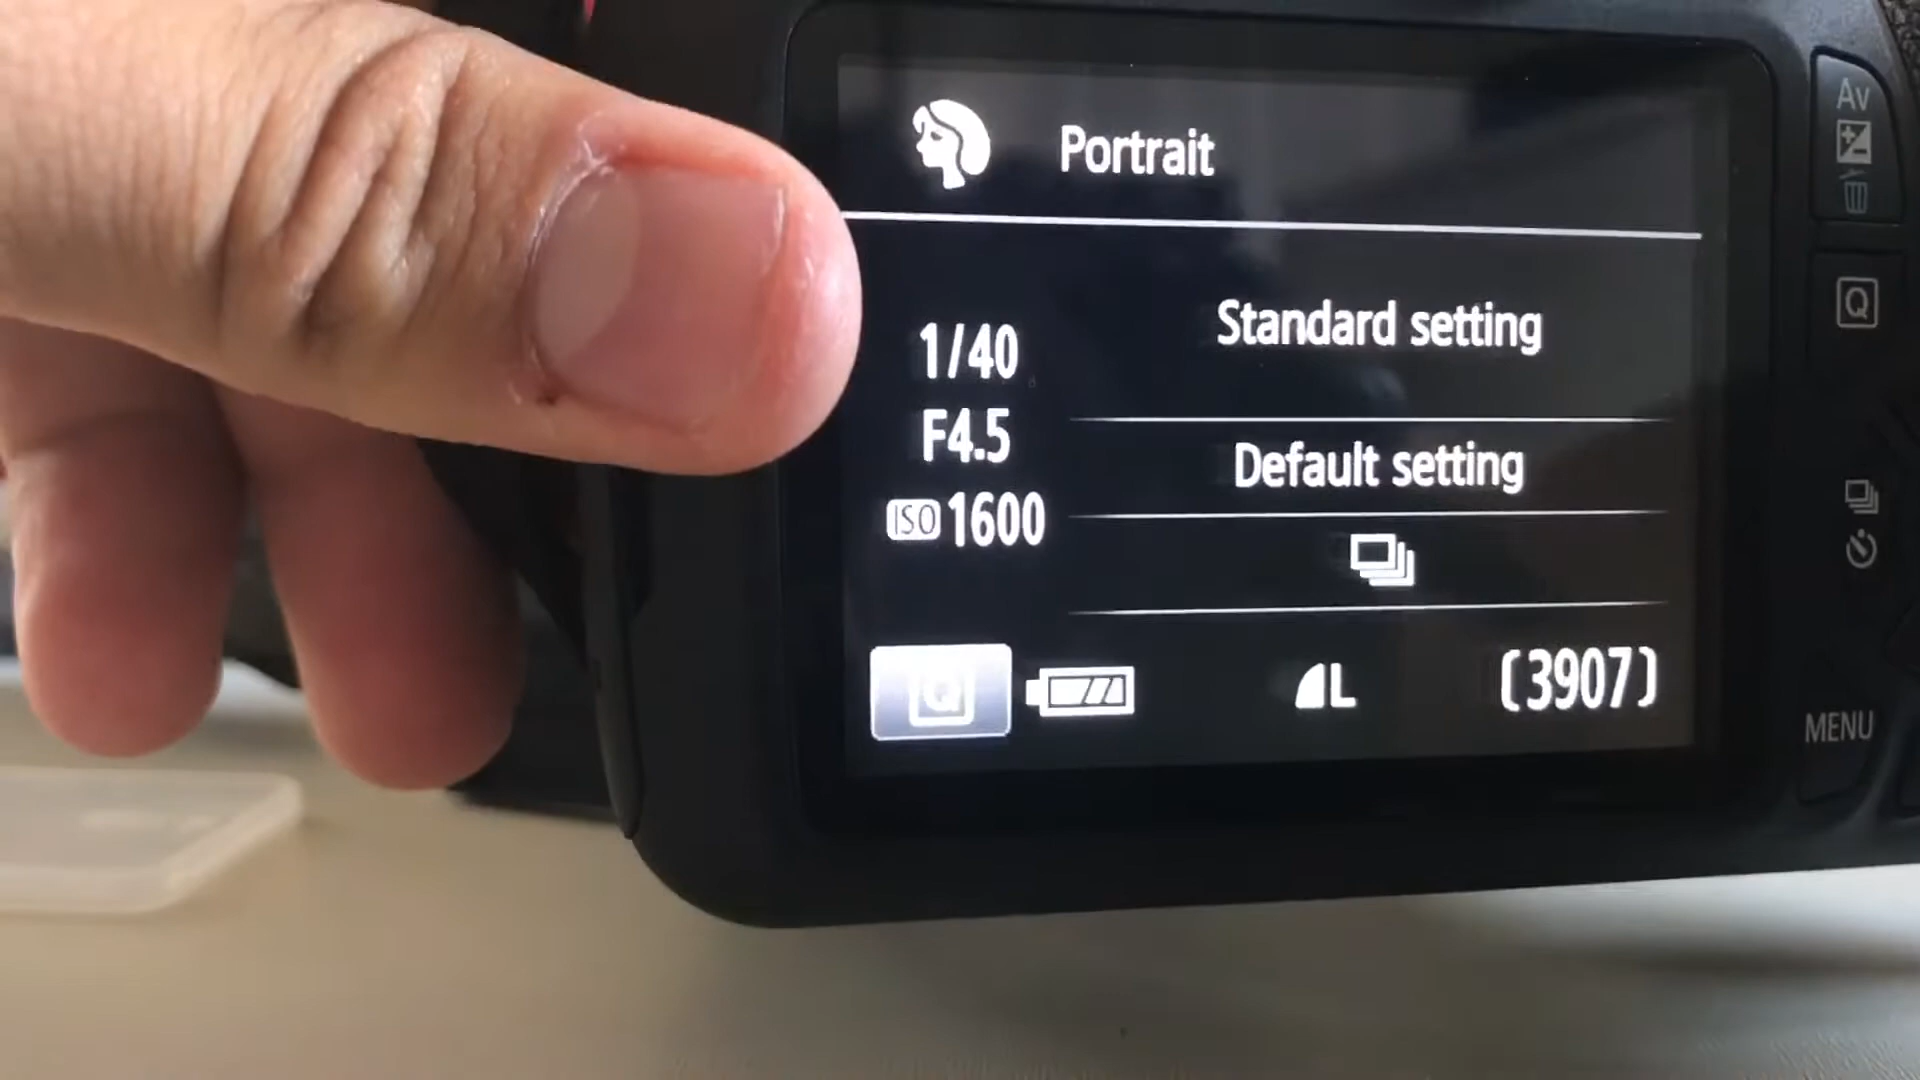 Portrait
1/40
Standard setting
F4.5
Default setting
ISO 1600
Q
L
(3907)
Av
Q
MENU